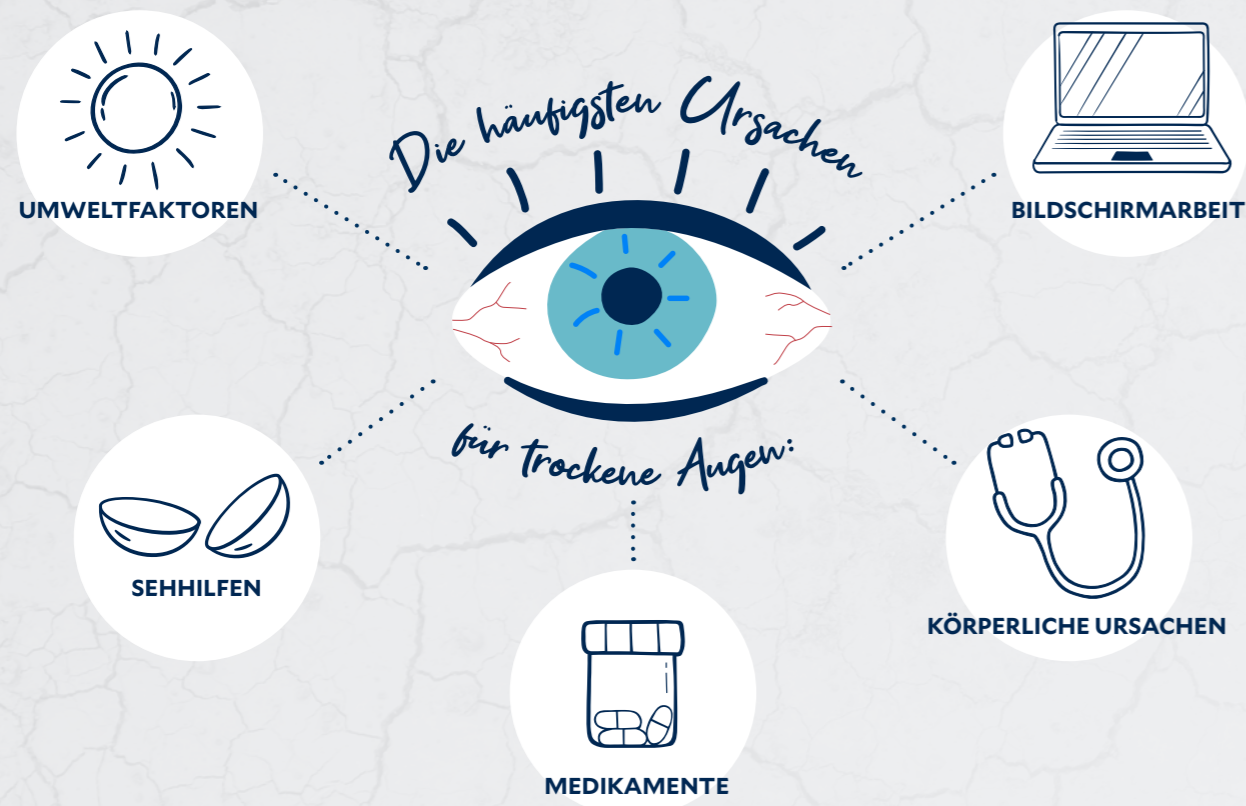 Die häufigsten Ursachen
für trockene Augen:
UMWELTFAKTOREN
BILDSCHIRMARBEIT
SEHHILFEN
KÖRPERLICHE URSACHEN
MEDIKAMENTE